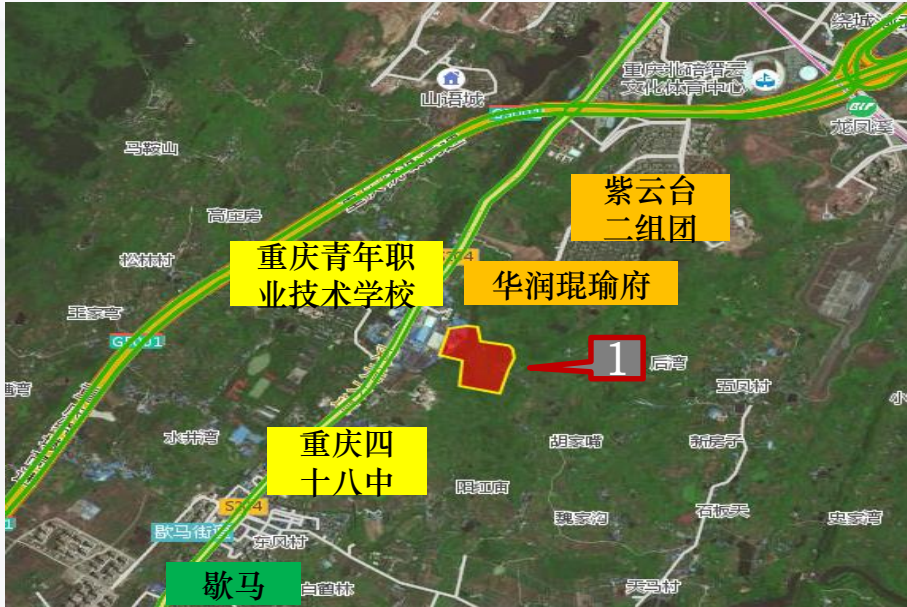 绕城
重庆北碚缙云
文化体育中心
山语城
龙凤溪
马鞍山
紫云台
二组团
高庄房
重庆青年职
业技术学校
松林村
华润琨瑜府
王家弯
G5001
1
后湾
五凤村
重庆四
十八中
水井湾
胡家嘴
新房子
阳江庙
S204
魏家沟
石板天
史家湾
歇马街道
东风村
歇马
白鹤林
天马村